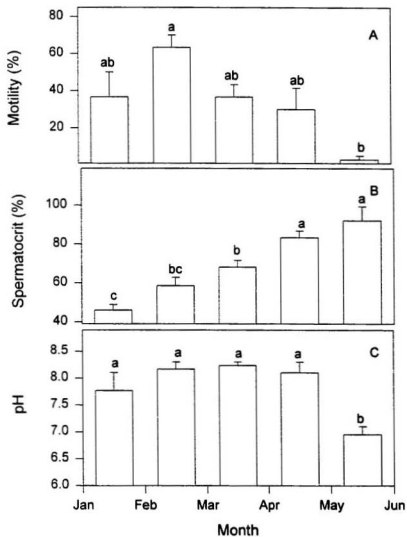 80
A
a
60
ab
ab
ab
40
20
b
Motility (%)
B
a
100
a
80
b
bc
60
c
40
Spermatocrit (%)
C
8.5
a
a
a
a
8.0
7.5
b
7.0
6.5
6.0
pH
Jan Feb Mar Apr May Jun
Month